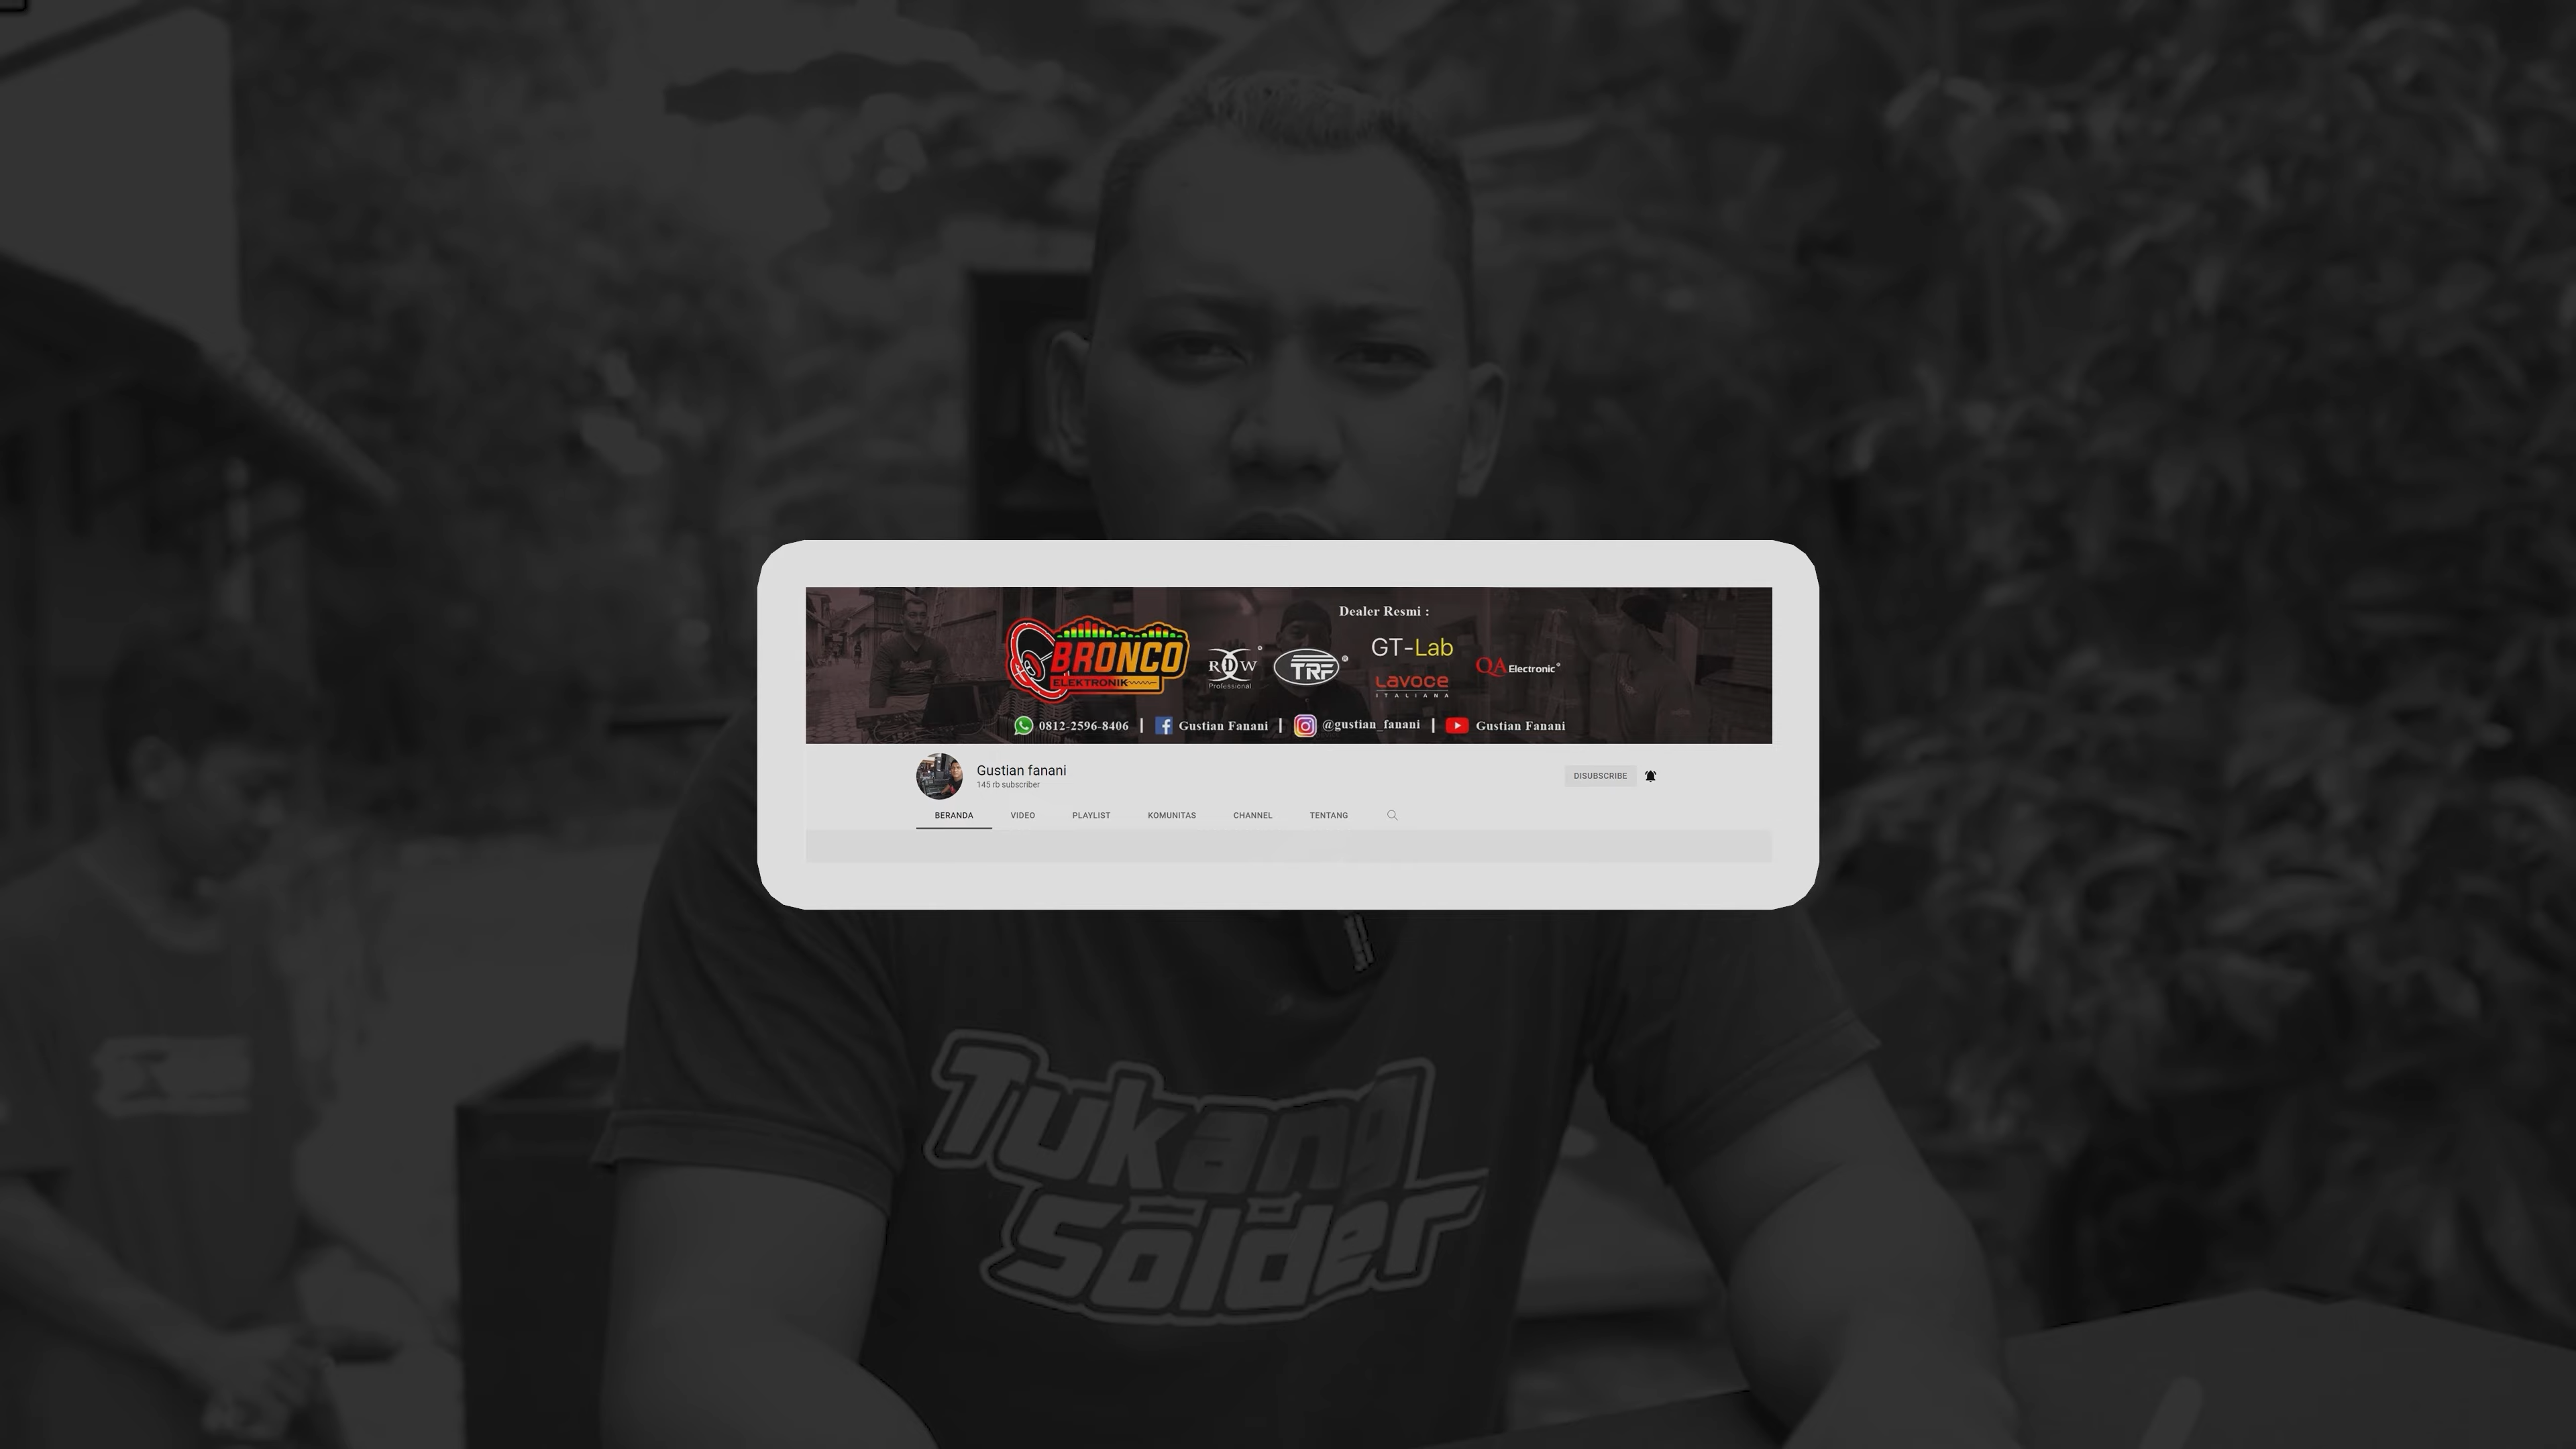 Dealer Resmi :
BRONCO
ELEKTRONIK
RDW
Professional
TRF
GT-Lab
LAVOCE
ITALIANA
QA Electronic
0812-2596-8406 | Gustian Fanani | @gustian_fanani | Gustian Fanani
Gustian fanani
145 rb subscriber
DISUBSCRIBE
BERANDA VIDEO PLAYLIST KOMUNITAS CHANNEL TENTANG
Tukang
Solder